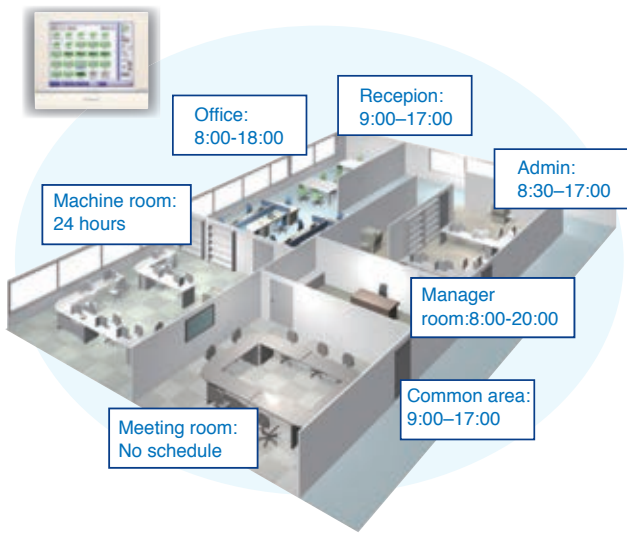 Recepion:
9:00–17:00
Office:
8:00-18:00
Admin:
8:30–17:00
Machine room:
24 hours
Manager
room:8:00-20:00
Common area:
9:00–17:00
Meeting room:
No schedule